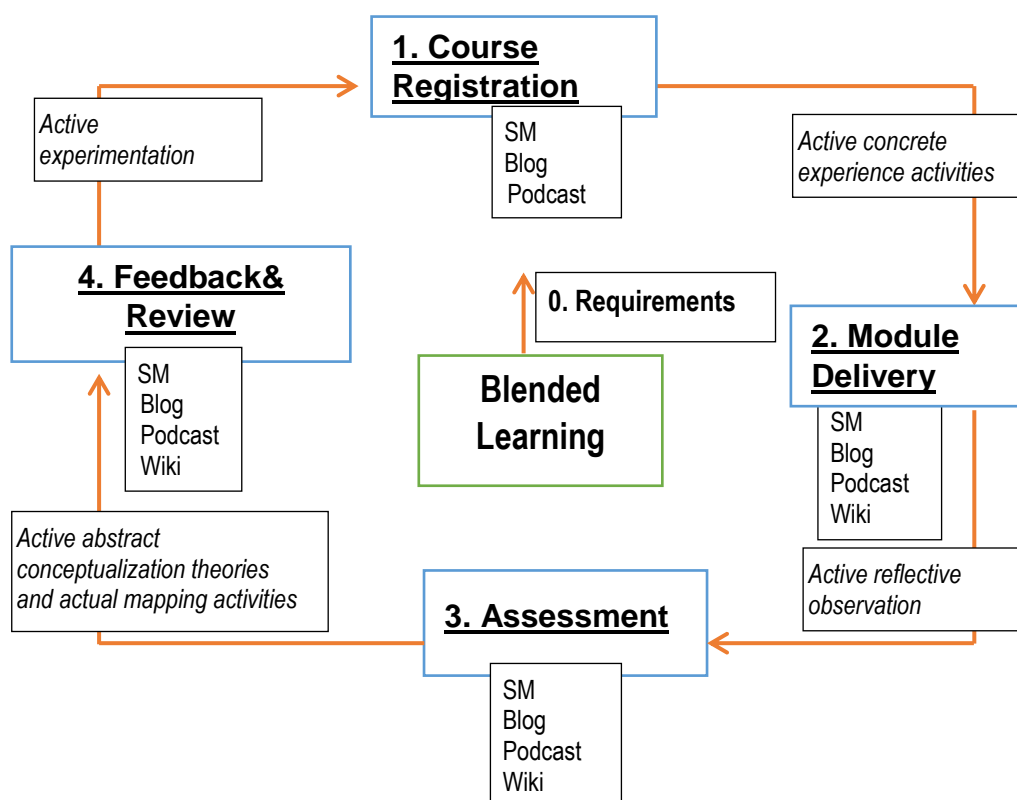 1. Course
Registration
SM
Blog
Podcast
Active
experimentation
Active concrete
experience activities
4. Feedback&
Review
SM
Blog
Podcast
Wiki
0. Requirements
Blended
Learning
2. Module
Delivery
SM
Blog
Podcast
Wiki
Active abstract
conceptualization theories
and actual mapping activities
Active reflective
observation
3. Assessment
SM
Blog
Podcast
Wiki